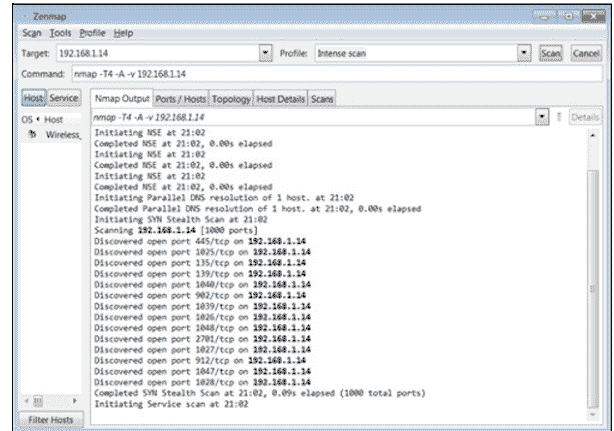 Zenmap
Scan Tools Profile Help
Target: 192.168.1.14 Profile: Intense scan Scan Cancel
Command: nmap -T4 -A -v 192.168.1.14
Host Service Nmap Output Ports / Hosts Topology Host Details Scans
OS Host nmap -T4 -A -v 192.168.1.14 Details
Wireless_
Initiating NSE at 21:02
Completed NSE at 21:02, 0.00s elapsed
Initiating NSE at 21:02
Completed NSE at 21:02, 0.00s elapsed
Initiating NSE at 21:02
Completed NSE at 21:02, 0.00s elapsed
Initiating Parallel DNS resolution of 1 host. at 21:02
Completed Parallel DNS resolution of 1 host. at 21:02, 0.00s elapsed
Initiating SYN Stealth Scan at 21:02
Scanning 192.168.1.14 [1000 ports]
Discovered open port 445/tcp on 192.168.1.14
Discovered open port 1025/tcp on 192.168.1.14
Discovered open port 135/tcp on 192.168.1.14
Discovered open port 139/tcp on 192.168.1.14
Discovered open port 1040/tcp on 192.168.1.14
Discovered open port 902/tcp on 192.168.1.14
Discovered open port 1039/tcp on 192.168.1.14
Discovered open port 1026/tcp on 192.168.1.14
Discovered open port 1048/tcp on 192.168.1.14
Discovered open port 2701/tcp on 192.168.1.14
Discovered open port 1027/tcp on 192.168.1.14
Discovered open port 912/tcp on 192.168.1.14
Discovered open port 1047/tcp on 192.168.1.14
Discovered open port 1028/tcp on 192.168.1.14
Completed SYN Stealth Scan at 21:02, 0.09s elapsed (1000 total ports)
Initiating Service scan at 21:02
Filter Hosts